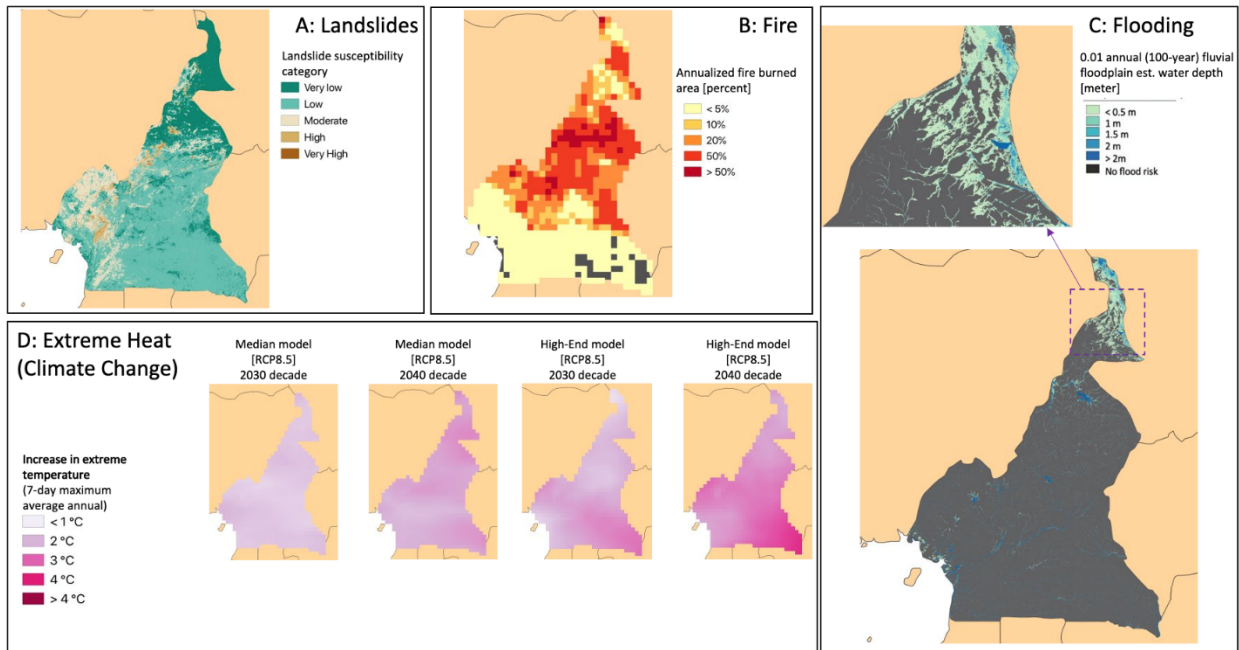 A: Landslides
Landslide susceptibility
category
Very low
Low
Moderate
High
Very High
B: Fire
Annualized fire burned
area [percent]
< 5%
10%
20%
50%
> 50%
C: Flooding
0.01 annual (100-year) fluvial
floodplain est. water depth
[meter]
< 0.5 m
1 m
1.5 m
2 m
> 2m
No flood risk
D: Extreme Heat
(Climate Change)
Median model
[RCP8.5]
2030 decade
Median model
[RCP8.5]
2040 decade
High-End model
[RCP8.5]
2030 decade
High-End model
[RCP8.5]
2040 decade
Increase in extreme
temperature
(7-day maximum
average annual)
< 1 °C
2 °C
3 °C
4 °C
> 4 °C